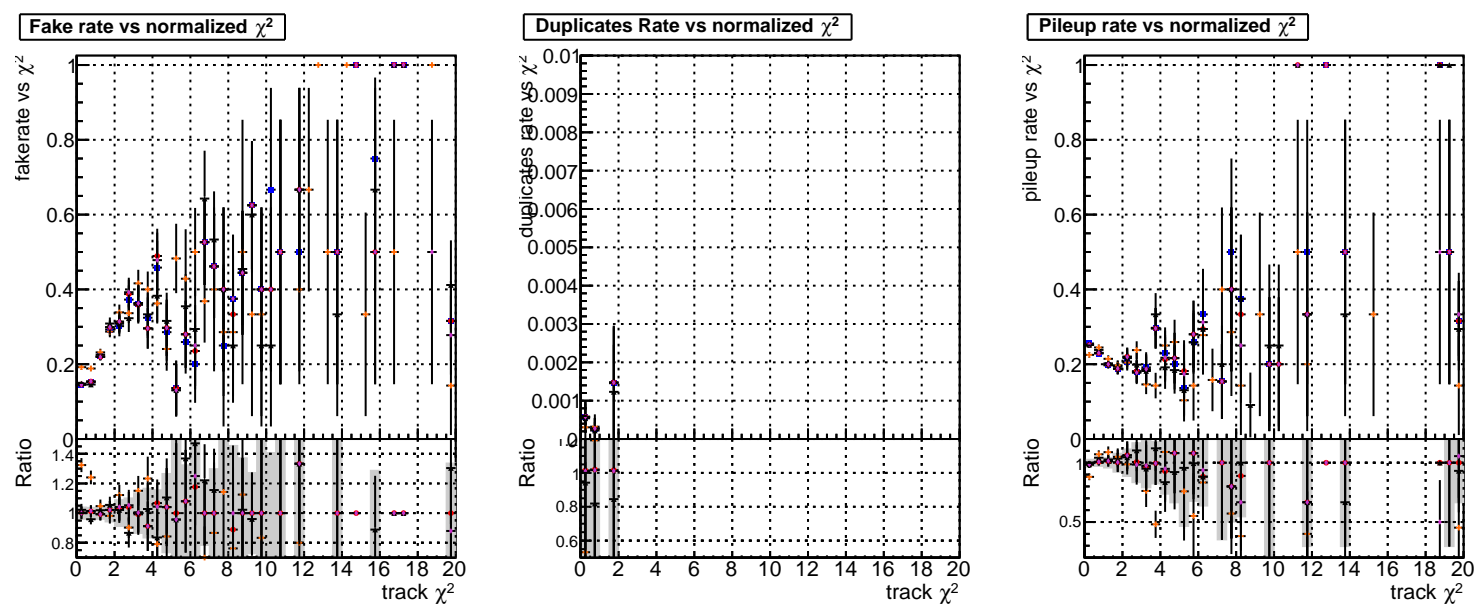 Fake rate vs normalized χ²
fakerate vs χ²
1
0.8
0.6
0.4
0.2
0
Ratio
1.4
1.2
1
0.8
0 2 4 6 8 10 12 14 16 18 20
track χ²
Duplicates Rate vs normalized χ²
duplicates rate vs χ²
0.01
0.009
0.008
0.007
0.006
0.005
0.004
0.003
0.002
0.001
0
Ratio
1
0.8
0.6
0 2 4 6 8 10 12 14 16 18 20
track χ²
Pileup rate vs normalized χ²
pileup rate vs χ²
1
0.8
0.6
0.4
0.2
0
Ratio
1
0.5
0 2 4 6 8 10 12 14 16 18 20
track χ²